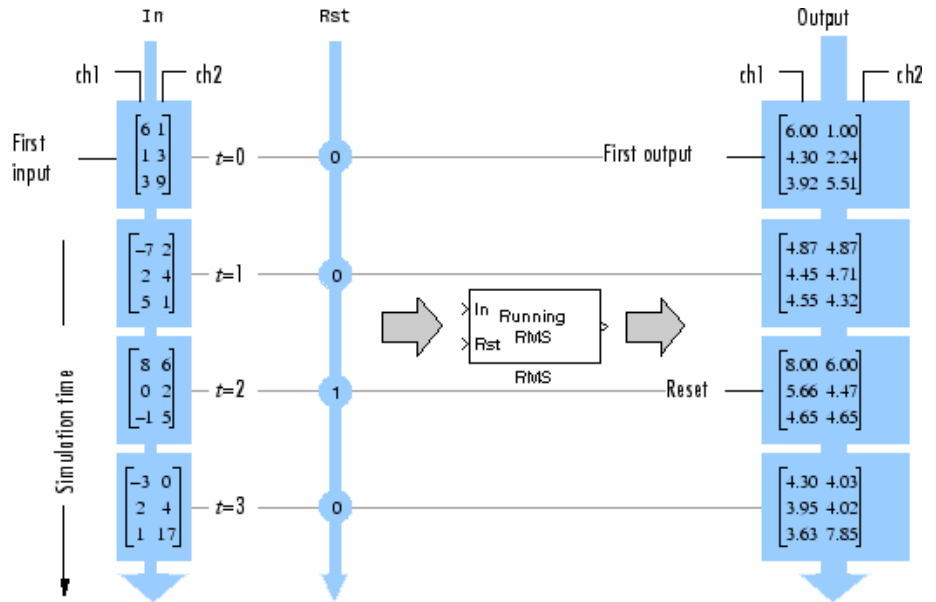 In Rst Output
ch1 ch2 ch1 ch2
First input
6 1
1 3
3 9
t=0
0
First output
6.00 1.00
4.30 2.24
3.92 5.51
Simulation time
−7 2
2 4
5 1
t=1
0
4.87 4.87
4.45 4.71
4.55 4.32
In Running
RMS
Rst
RMS
8 6
0 2
−1 5
t=2
1
Reset
8.00 6.00
5.66 4.47
4.65 4.65
−3 0
2 4
1 17
t=3
0
4.30 4.03
3.95 4.02
3.63 7.85